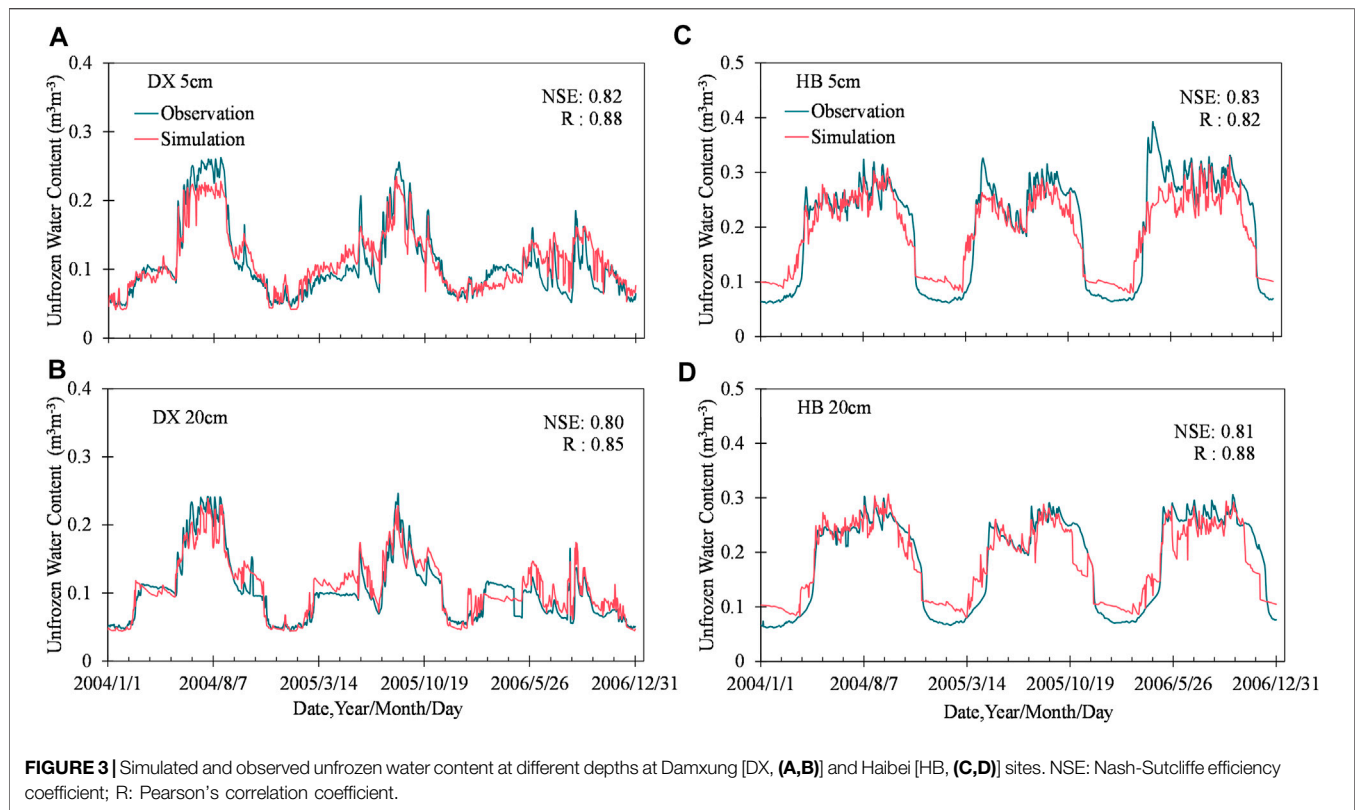 A
0.4
0.3
0.2
0.1
0
Unfrozen Water Content (m³m⁻³)
DX 5cm
Observation
Simulation
NSE: 0.82
R : 0.88
B
0.4
0.3
0.2
0.1
0
Unfrozen Water Content (m³m⁻³)
DX 20cm
NSE: 0.80
R : 0.85
2004/1/1 2004/8/7 2005/3/14 2005/10/19 2006/5/26 2006/12/31
Date,Year/Month/Day
C
0.5
0.4
0.3
0.2
0.1
0
Unfrozen Water Content (m³m⁻³)
HB 5cm
Observation
Simulation
NSE: 0.83
R : 0.82
D
0.5
0.4
0.3
0.2
0.1
0
Unfrozen Water Content (m³m⁻³)
HB 20cm
NSE: 0.81
R : 0.88
2004/1/1 2004/8/7 2005/3/14 2005/10/19 2006/5/26 2006/12/31
Date,Year/Month/Day
FIGURE 3 | Simulated and observed unfrozen water content at different depths at Damxung [DX, (A,B)] and Haibei [HB, (C,D)] sites. NSE: Nash-Sutcliffe efficiency
coefficient; R: Pearson's correlation coefficient.